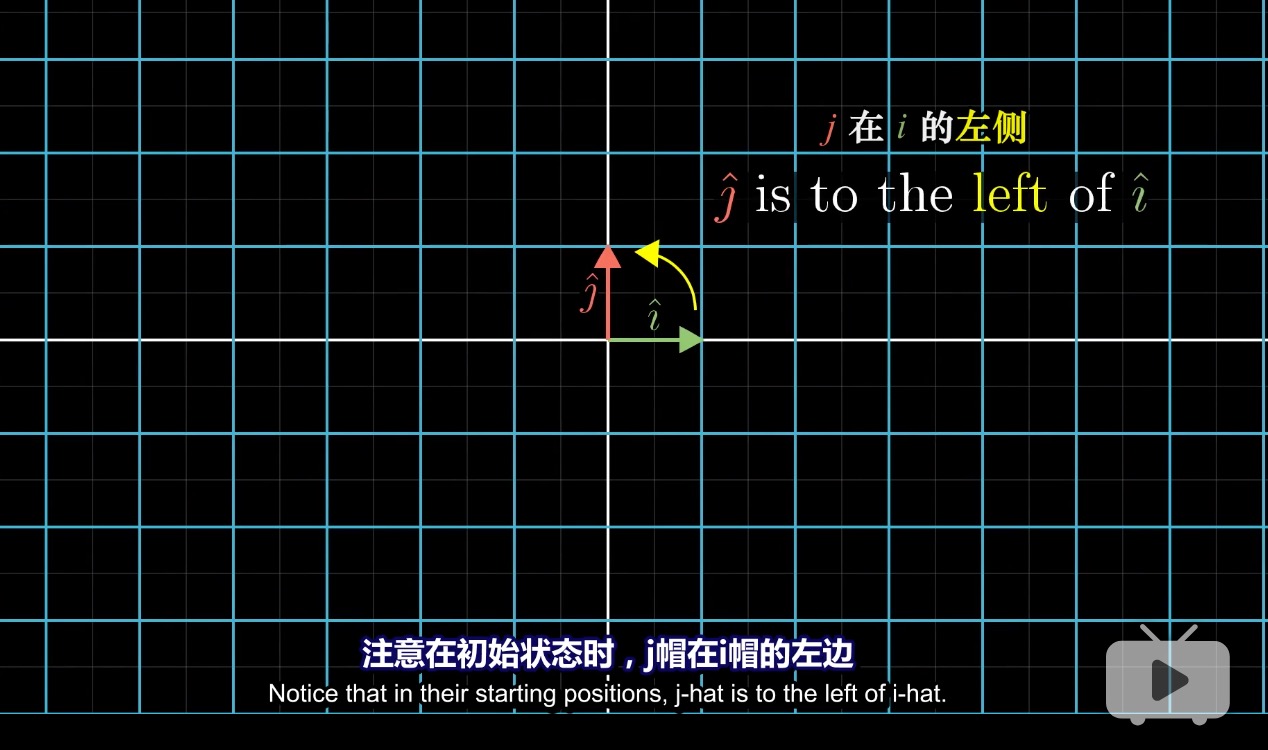 j 在 i 的左侧
ĵ is to the left of î
ĵ
î
注意在初始状态时，j帽在i帽的左边
Notice that in their starting positions, j-hat is to the left of i-hat.